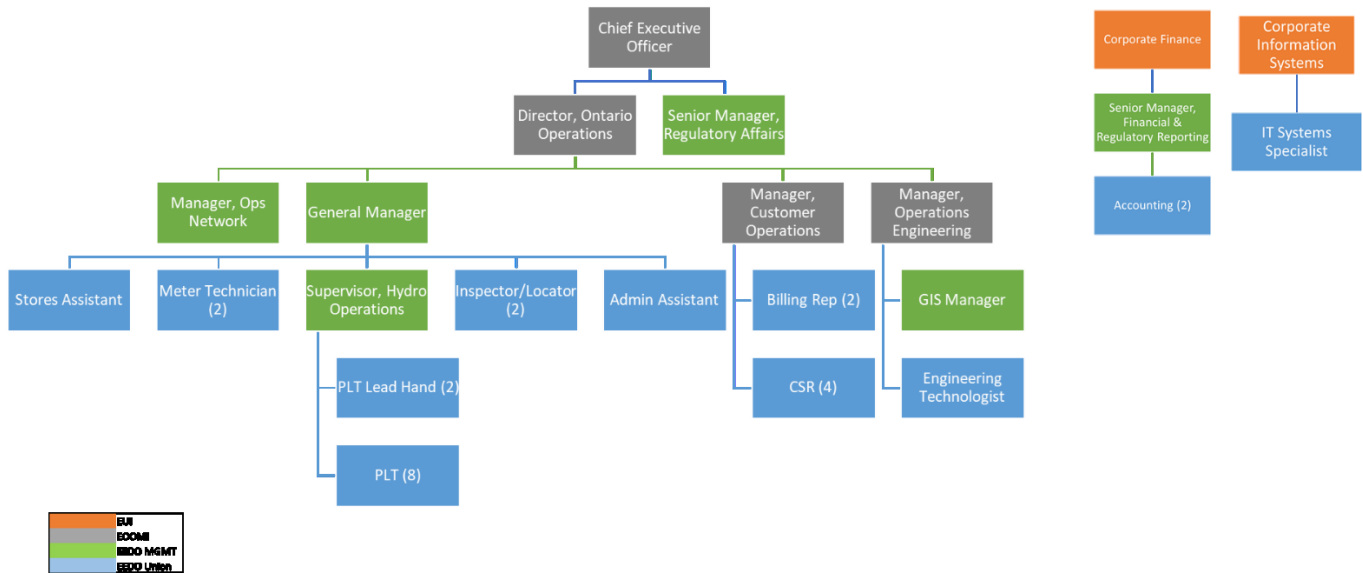 Chief Executive
Officer
Corporate Finance
Corporate
Information
Systems
Director, Ontario
Operations
Senior Manager,
Regulatory Affairs
Senior Manager,
Financial &
Regulatory Reporting
IT Systems
Specialist
Manager, Ops
Network
General Manager
Manager,
Customer
Operations
Manager,
Operations
Engineering
Accounting (2)
Stores Assistant
Meter Technician
(2)
Supervisor, Hydro
Operations
Inspector/Locator
(2)
Admin Assistant
Billing Rep (2)
GIS Manager
PLT Lead Hand (2)
CSR (4)
Engineering
Technologist
PLT (8)
EUI
EOOMI
EEDO MGMT
EEDO Union